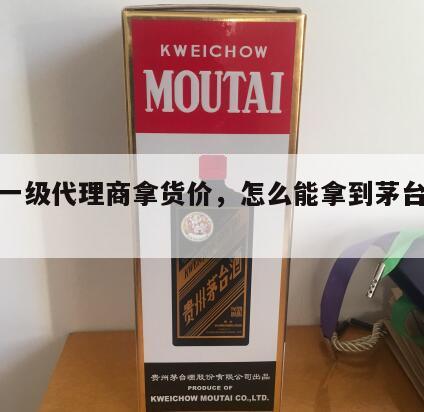 KWEICHOW
MOUTAI
一级代理商拿货价，怎么能拿到茅台
贵州茅台酒
贵州茅台酒股份有限公司出品
PRODUCE OF
KWEICHOW MOUTAI CO.,LTD.